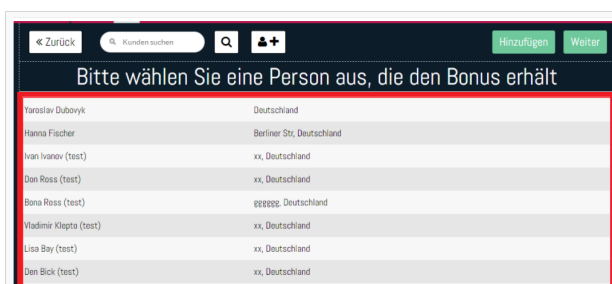 « Zurück Kunden suchen Hinzufügen Weiter
Bitte wählen Sie eine Person aus, die den Bonus erhält
Yaroslav Dubovyk Deutschland
Hanna Fischer Berliner Str, Deutschland
Ivan Ivanov (test) xx, Deutschland
Don Ross (test) xx, Deutschland
Bona Ross (test) gggggg, Deutschland
Vladimir Klepto (test) xx, Deutschland
Lisa Bay (test) xx, Deutschland
Den Bick (test) xx, Deutschland